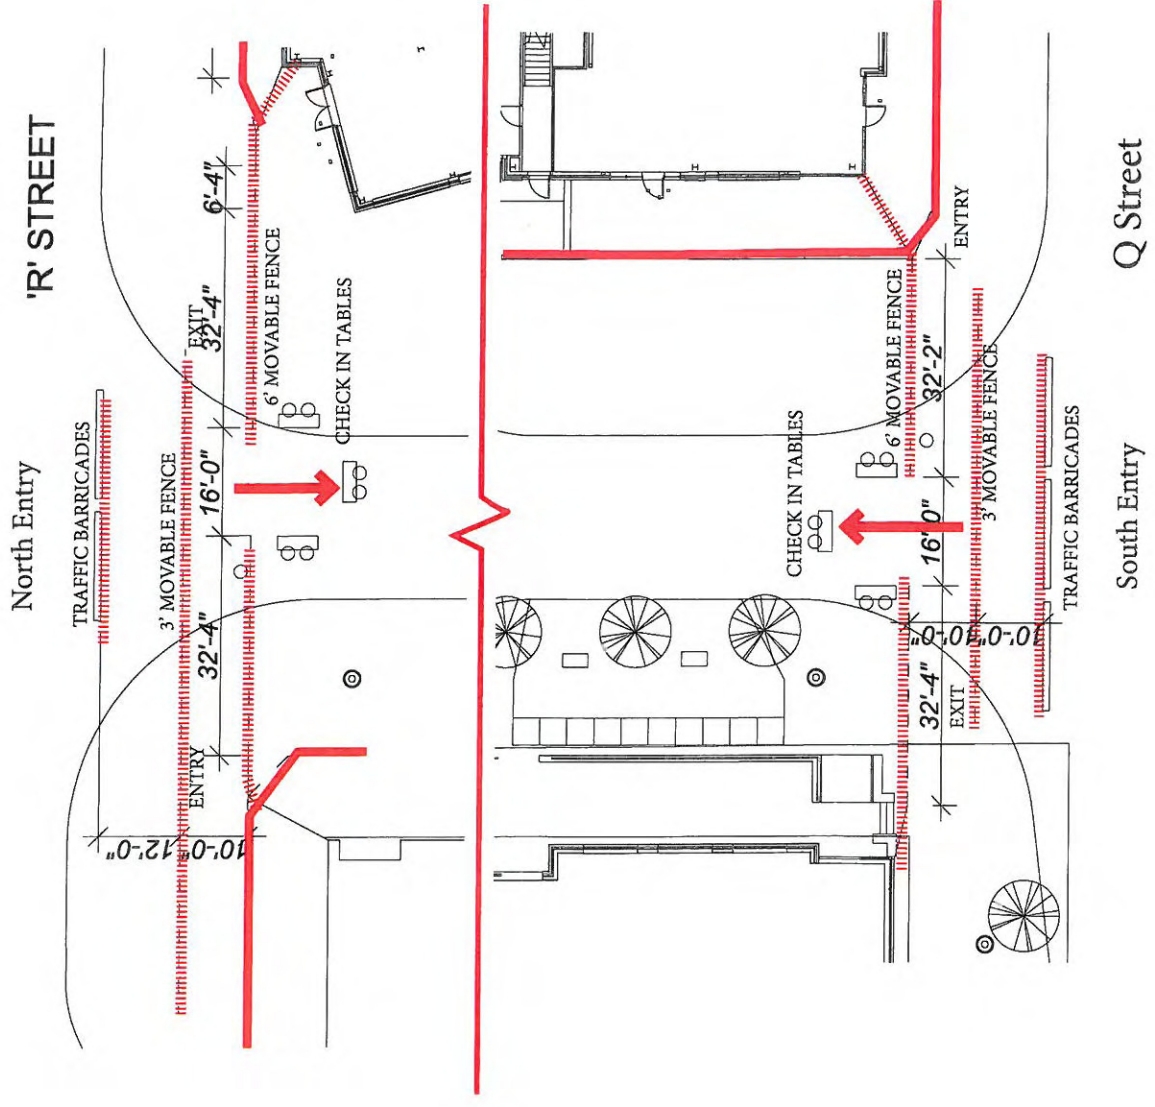 'R' STREET
North Entry
TRAFFIC BARRICADES
3' MOVABLE FENCE
EXIT
ENTRY
6' MOVABLE FENCE
CHECK IN TABLES
6'-4"
32'-4"
16'-0"
32'-4"
12'-0"
10'-0"
Q Street
South Entry
TRAFFIC BARRICADES
3' MOVABLE FENCE
ENTRY
EXIT
6' MOVABLE FENCE
CHECK IN TABLES
32'-2"
16'-0"
32'-4"
10'-0"
10'-0"